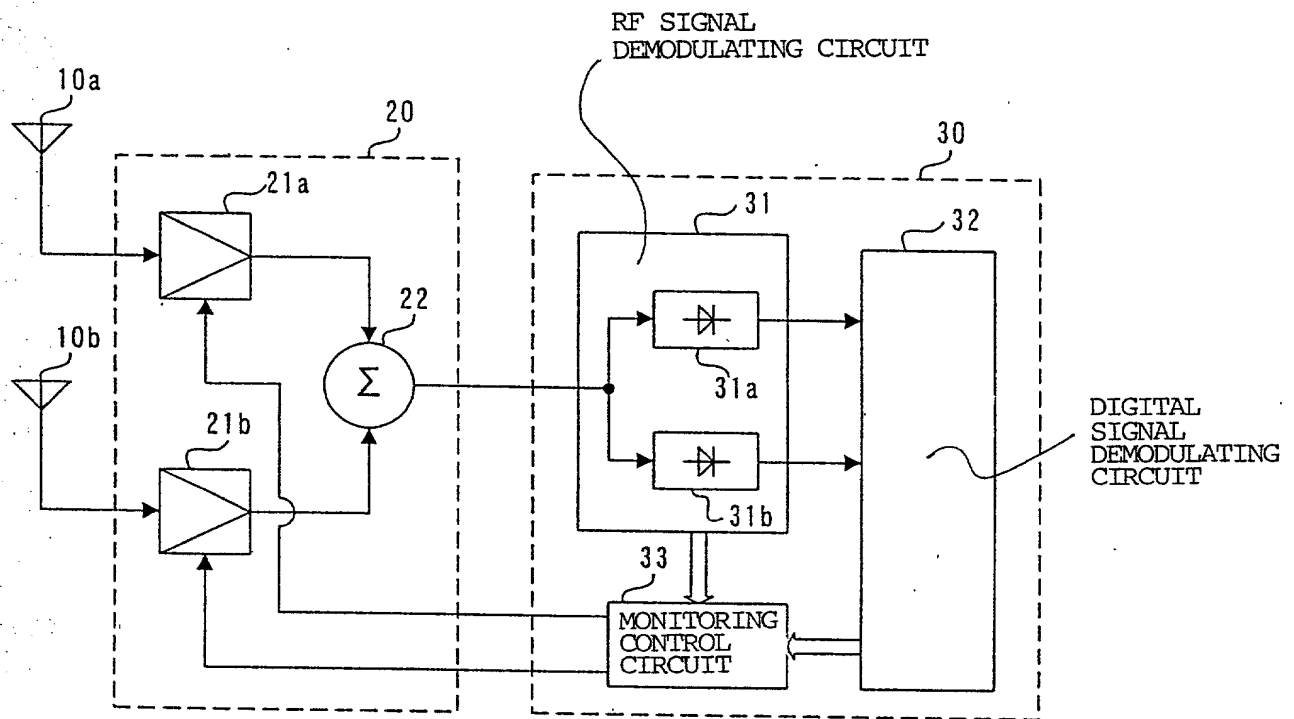 RF SIGNAL
DEMODULATING CIRCUIT
10a
20
30
21a
31
32
22
10b
31a
21b
DIGITAL
SIGNAL
DEMODULATING
CIRCUIT
31b
33
MONITORING
CONTROL
CIRCUIT
Σ